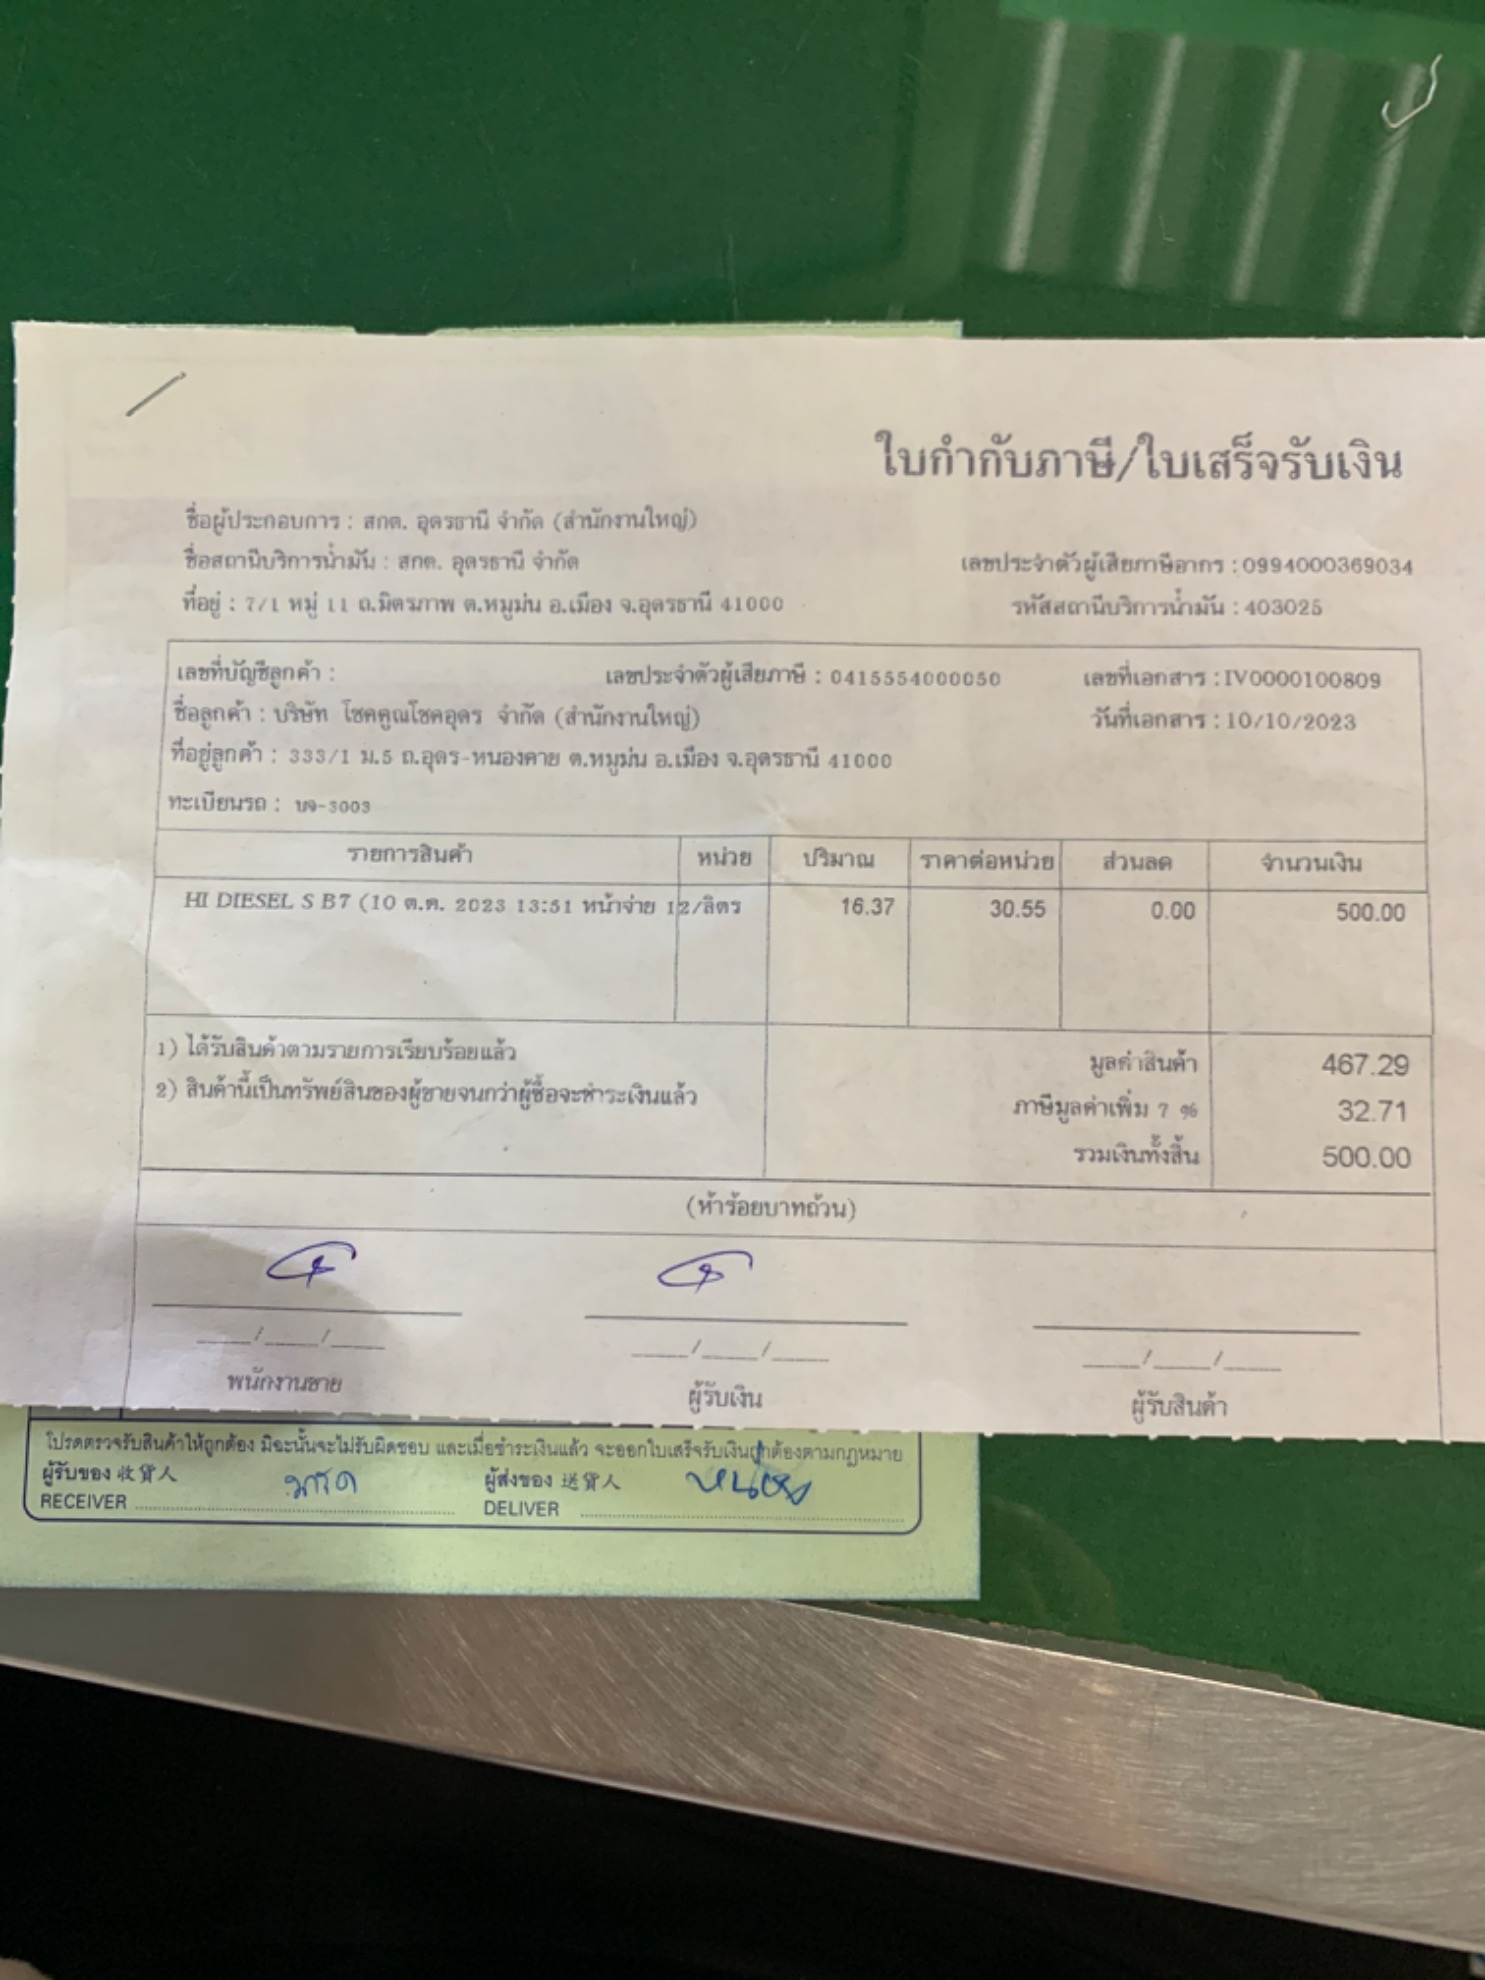 ใบกำกับภาษี/ใบเสร็จรับเงิน
ชื่อผู้ประกอบการ : สกต. อุดรธานี จำกัด (สำนักงานใหญ่)
ชื่อสถานีบริการน้ำมัน : สกต. อุดรธานี จำกัด เลขประจำตัวผู้เสียภาษีอากร : 0994000369034
ที่อยู่ : 7/1 หมู่ 11 ถ.มิตรภาพ ต.หมูม่น อ.เมือง จ.อุดรธานี 41000 รหัสสถานีบริการน้ำมัน : 403025
เลขที่บัญชีลูกค้า : เลขประจำตัวผู้เสียภาษี : 0415554000050 เลขที่เอกสาร : IV0000100809
ชื่อลูกค้า : บริษัท โชคคูณโชคอุดร จำกัด (สำนักงานใหญ่) วันที่เอกสาร : 10/10/2023
ที่อยู่ลูกค้า : 333/1 ม.5 ถ.อุดร-หนองคาย ต.หมูม่น อ.เมือง จ.อุดรธานี 41000
ทะเบียนรถ : บจ-3003
รายการสินค้า หน่วย ปริมาณ ราคาต่อหน่วย ส่วนลด จำนวนเงิน
HI DIESEL S B7 (10 ต.ค. 2023 13:51 หน้าจ่าย 12/ลิตร 16.37 30.55 0.00 500.00
1) ได้รับสินค้าตามรายการเรียบร้อยแล้ว มูลค่าสินค้า 467.29
2) สินค้านี้เป็นทรัพย์สินของผู้ขายจนกว่าผู้ซื้อจะชำระเงินแล้ว ภาษีมูลค่าเพิ่ม 7 % 32.71
รวมเงินทั้งสิ้น 500.00
(ห้าร้อยบาทถ้วน)
___/___/___ ___/___/___ ___/___/___
พนักงานขาย ผู้รับเงิน ผู้รับสินค้า
โปรดตรวจรับสินค้าให้ถูกต้อง มิฉะนั้นจะไม่รับผิดชอบ และเมื่อชำระเงินแล้ว จะออกใบเสร็จรับเงินถูกต้องตามกฎหมาย
ผู้รับของ 收貨人 ผู้ส่งของ 送貨人
RECEIVER DELIVER